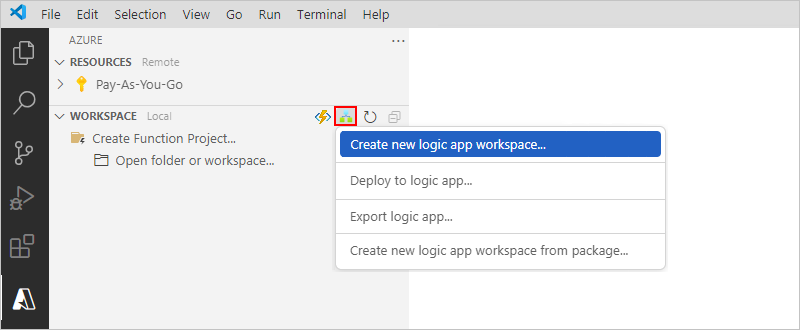 File Edit Selection View Go Run Terminal Help
AZURE
RESOURCES Remote
Pay-As-You-Go
WORKSPACE Local
Create Function Project...
Open folder or workspace...
Create new logic app workspace...
Deploy to logic app...
Export logic app...
Create new logic app workspace from package...